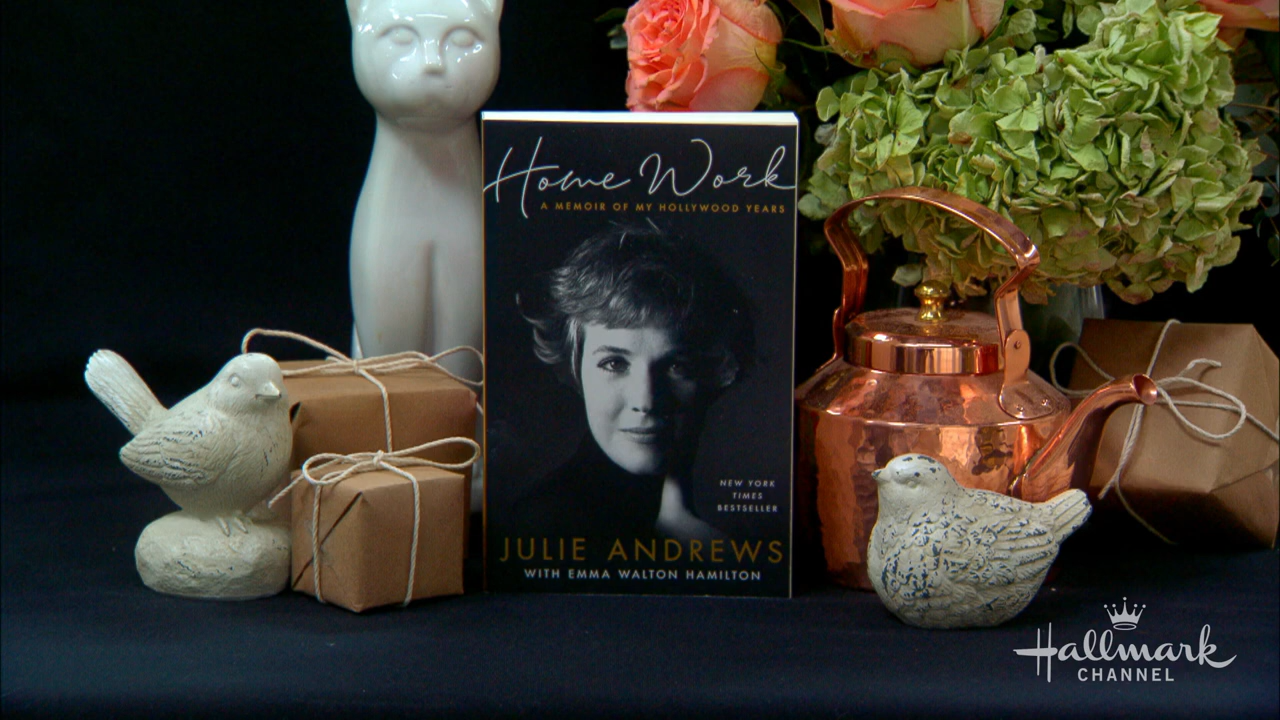 Home Work
A MEMOIR OF MY HOLLYWOOD YEARS
NEW YORK
TIMES
BESTSELLER
JULIE ANDREWS
WITH EMMA WALTON HAMILTON
Hallmark
CHANNEL